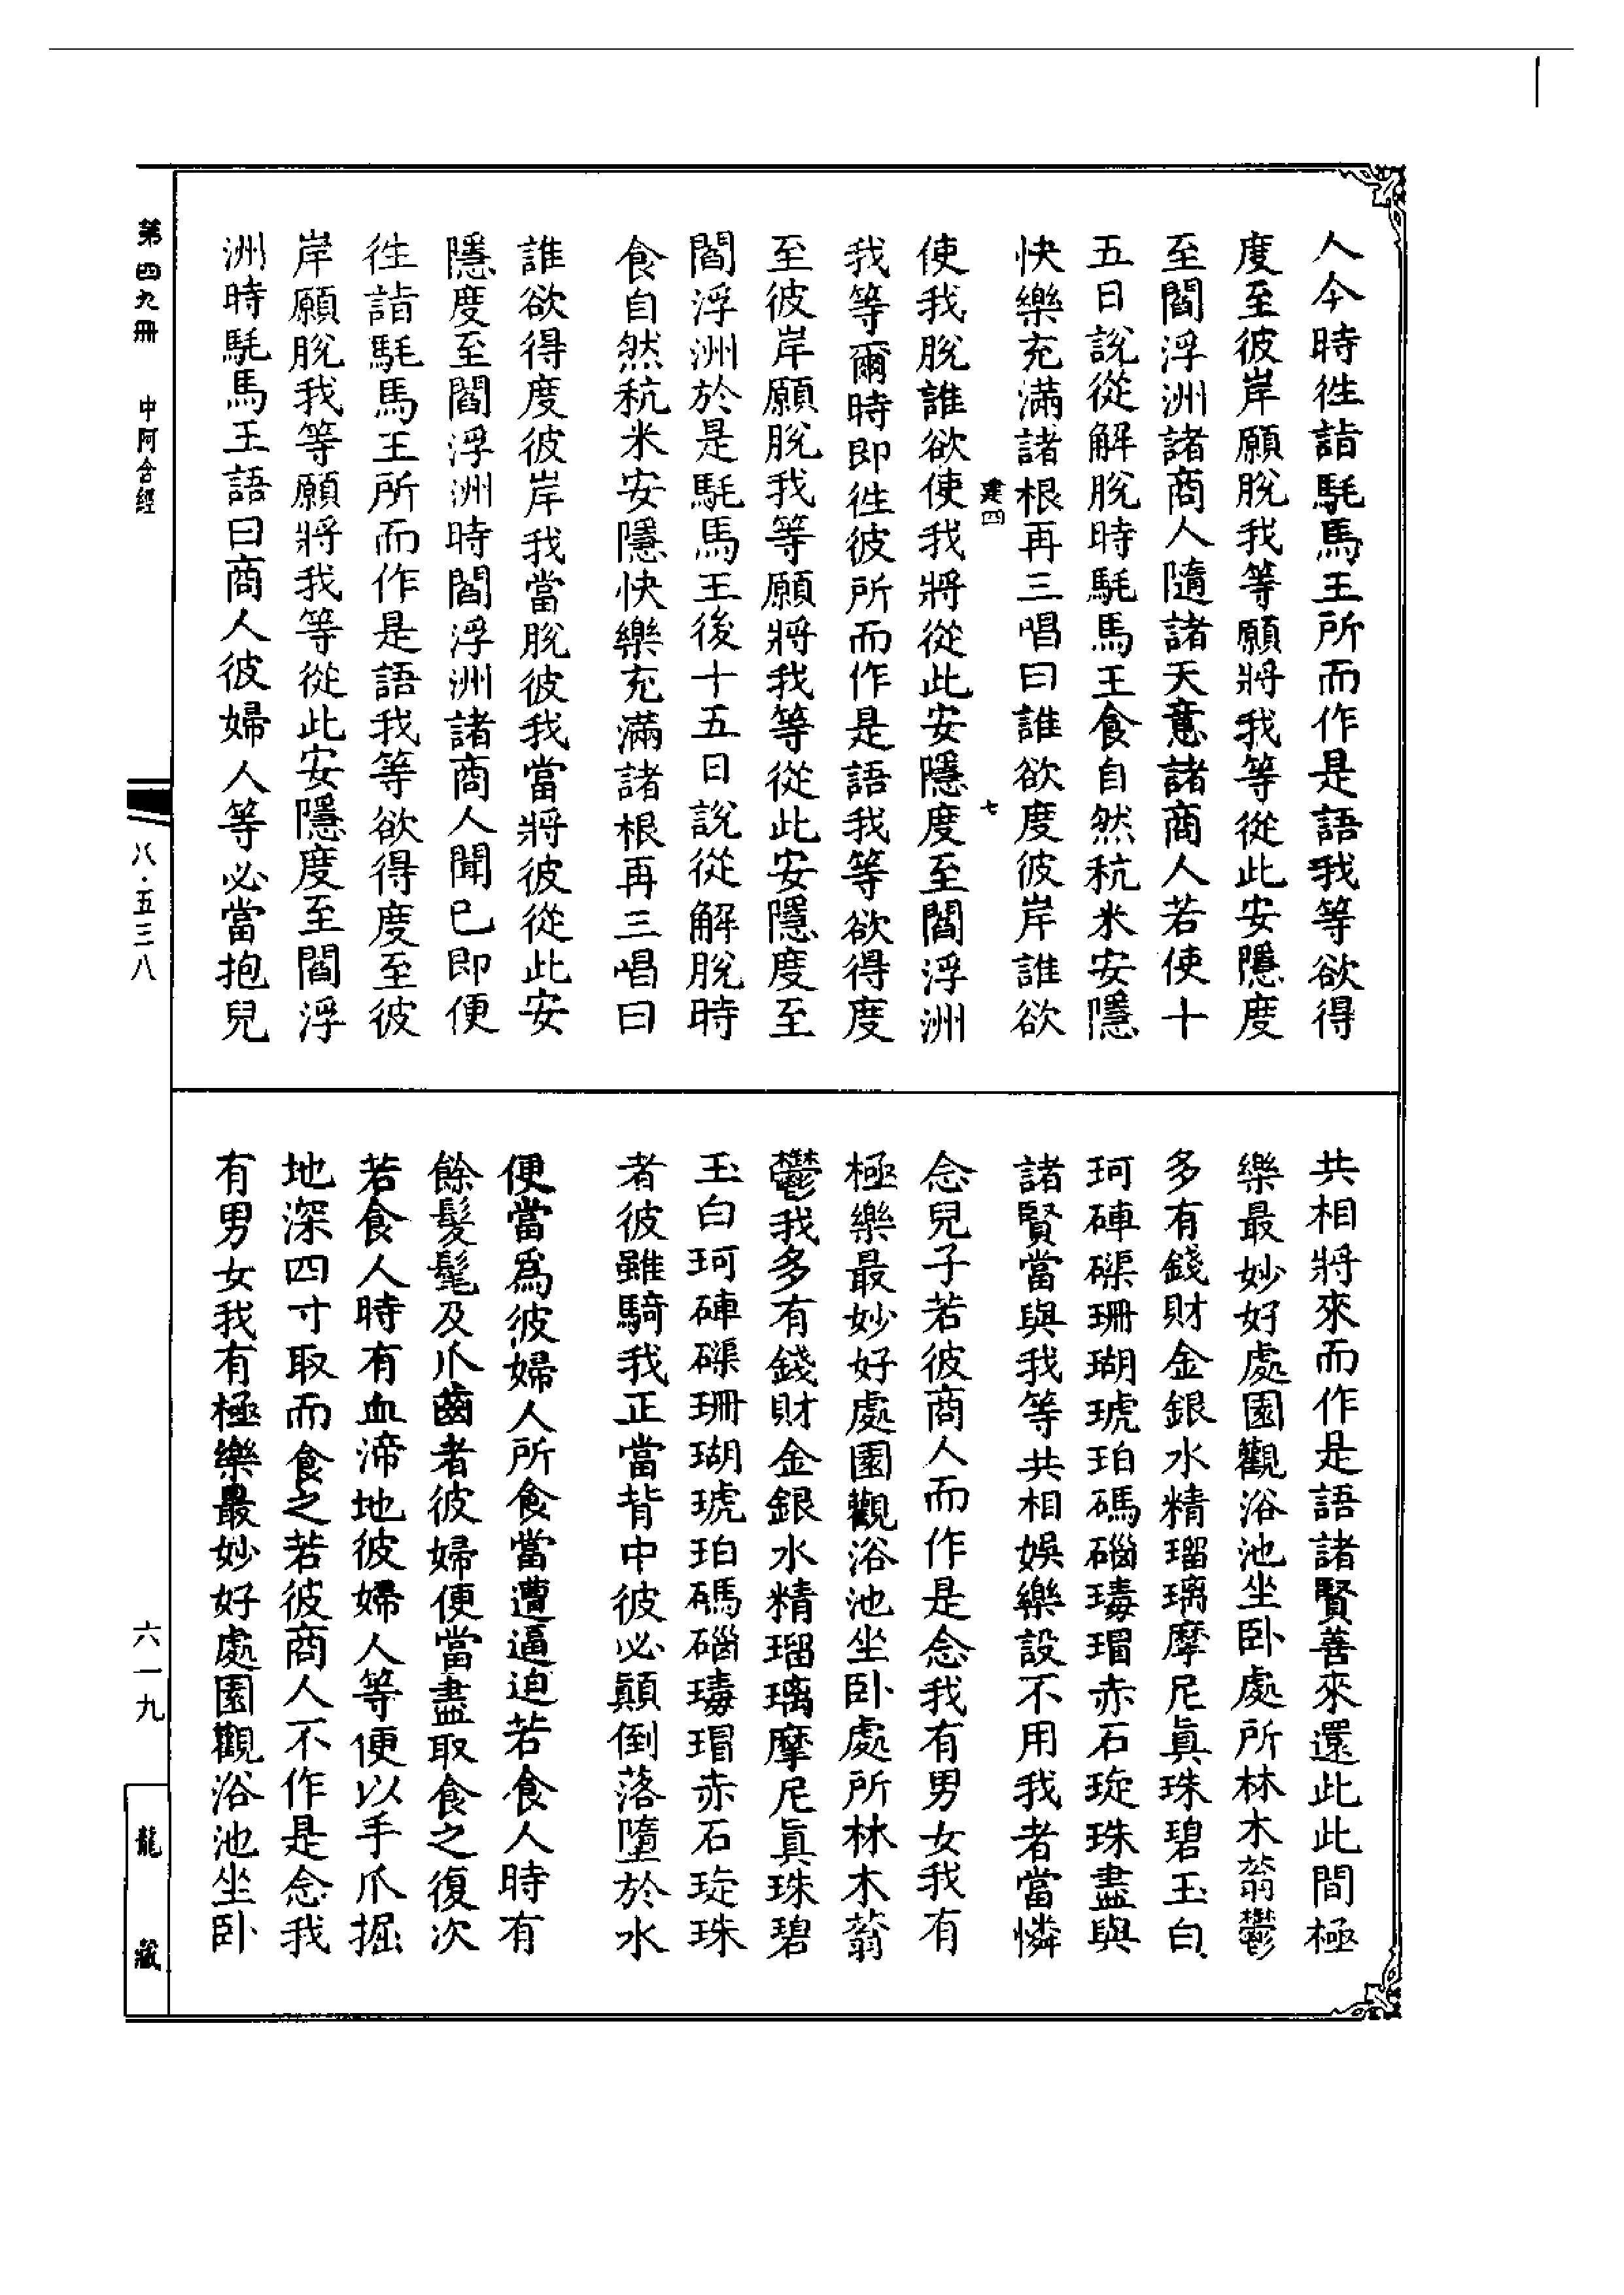 人今時徃詣駹馬王所而作是語我等欲得
度至彼岸願脫我等願將我等從此安隱度
至閻浮洲諸商人隨諸天意諸商人若使十
五日說從解脫時駹馬王食自然秔米安隱
快樂充滿諸根再三唱曰誰欲度彼岸誰欲
建四 七
使我脫誰欲使我將從此安隱度至閻浮洲
我等爾時即徃彼所而作是語我等欲得度
至彼岸願脫我等願將我等從此安隱度至
閻浮洲於是駹馬王後十五日說從解脫時
食自然秔米安隱快樂充滿諸根再三唱曰
誰欲得度彼岸我當脫彼我當將彼從此安
隱度至閻浮洲時閻浮洲諸商人聞已即便
徃詣駹馬王所而作是語我等欲得度至彼
岸願脫我等願將我等從此安隱度至閻浮
洲時駹馬王語曰商人彼婦人等必當抱兒
共相將來而作是語諸賢善來還此此間極
樂最妙好處園觀浴池坐卧處所林木蓊鬱
多有錢財金銀水精瑠璃摩尼真珠碧玉白
珂硨磲珊瑚琥珀碼碯瑇瑁赤石琁珠盡與
諸賢當與我等共相娛樂設不用我者當憐
念兒子若彼商人而作是念我有男女我有
極樂最妙好處園觀浴池坐卧處所林木蓊
鬱我多有錢財金銀水精瑠璃摩尼真珠碧
玉白珂硨磲珊瑚琥珀碼碯瑇瑁赤石琁珠
者彼雖騎我正當背中彼必顛倒落墮於水
便當爲彼婦人所食當遭逼迫若食人時有
餘髮髦及爪齒者彼婦便當盡取食之復次
若食人時有血渧地彼婦人等便以手爪掘
地深四寸取而食之若彼商人不作是念我
有男女我有極樂最妙好處園觀浴池坐卧
第四九冊 中阿含經
八·五三八
六一九
龍藏